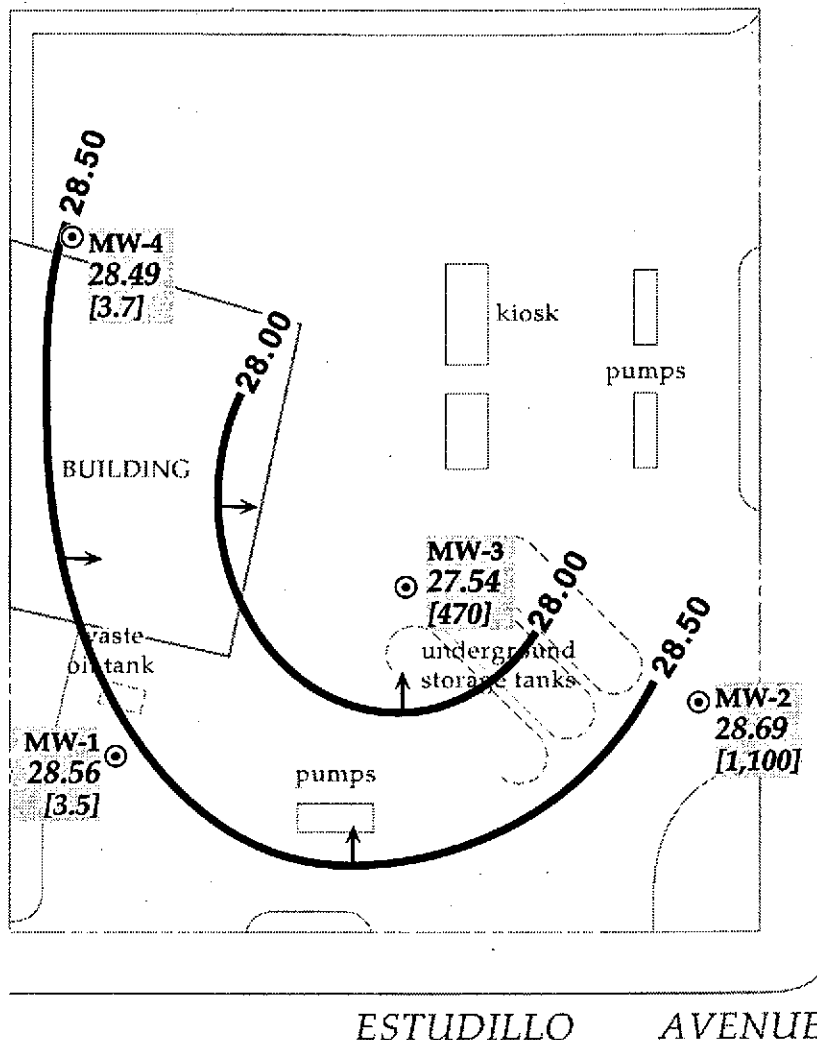 28.50
MW-4
28.49
[3.7]
28.00
kiosk
pumps
BUILDING
MW-3
27.54
[470]
28.00
28.50
waste
oil tank
underground
storage tanks
MW-2
28.69
[1,100]
MW-1
28.56
[3.5]
pumps
ESTUDILLO AVENUE